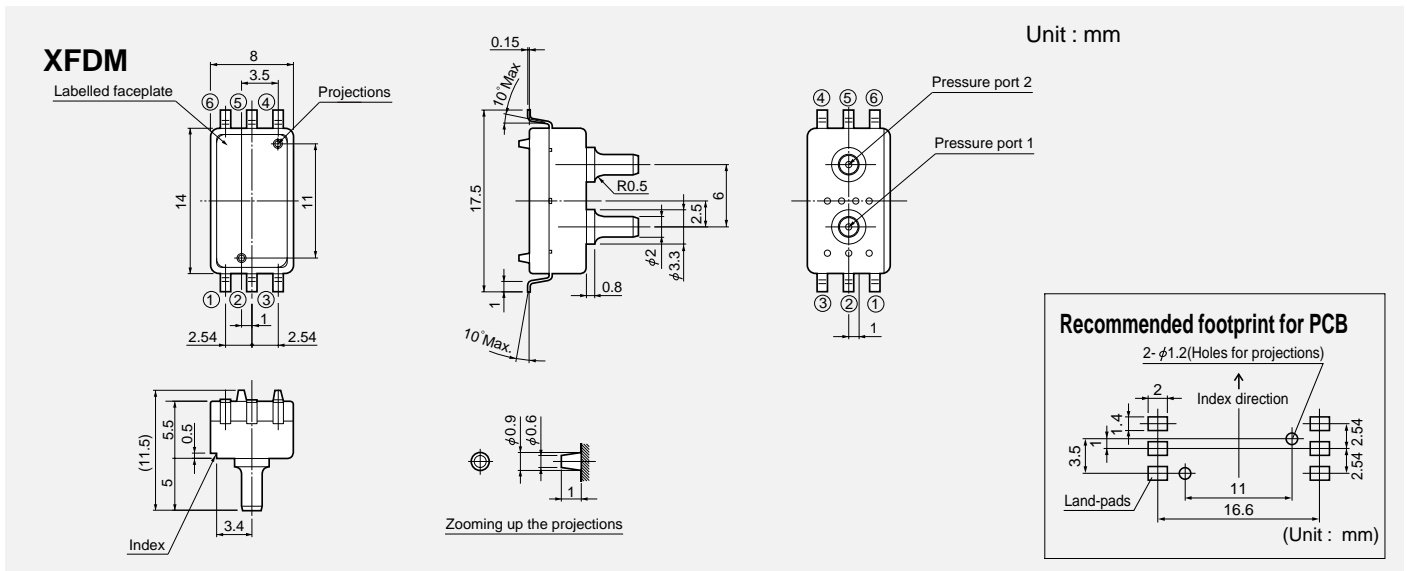 Unit : mm
XFDM
8
3.5
Labelled faceplate
Projections
⑥ ⑤ ④
14
11
① ② ③
1
2.54
2.54
0.15
10°Max
17.5
R0.5
6
2.5
φ2
φ3.3
0.8
1
10°Max.
Pressure port 2
④ ⑤ ⑥
Pressure port 1
③ ② ①
1
(11.5)
5.5
0.5
5
3.4
Index
φ0.9
φ0.6
1
Zooming up the projections
Recommended footprint for PCB
2- φ1.2(Holes for projections)
2
Index direction
1.4
1
3.5
2.54
2.54
Land-pads
11
16.6
(Unit : mm)